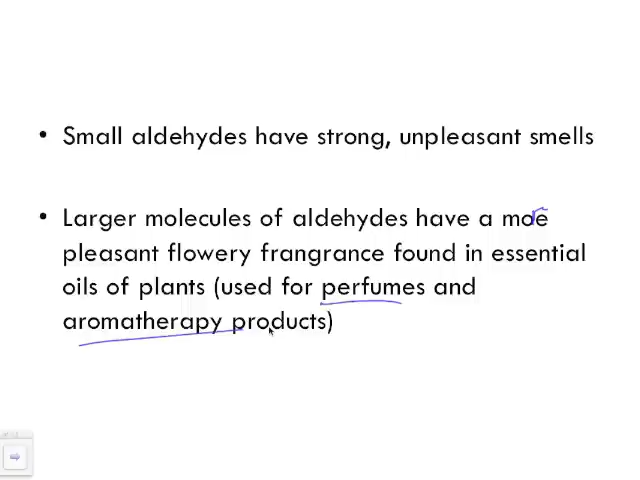 • Small aldehydes have strong, unpleasant smells
• Larger molecules of aldehydes have a more
pleasant flowery frangrance found in essential
oils of plants (used for perfumes and
aromatherapy products)